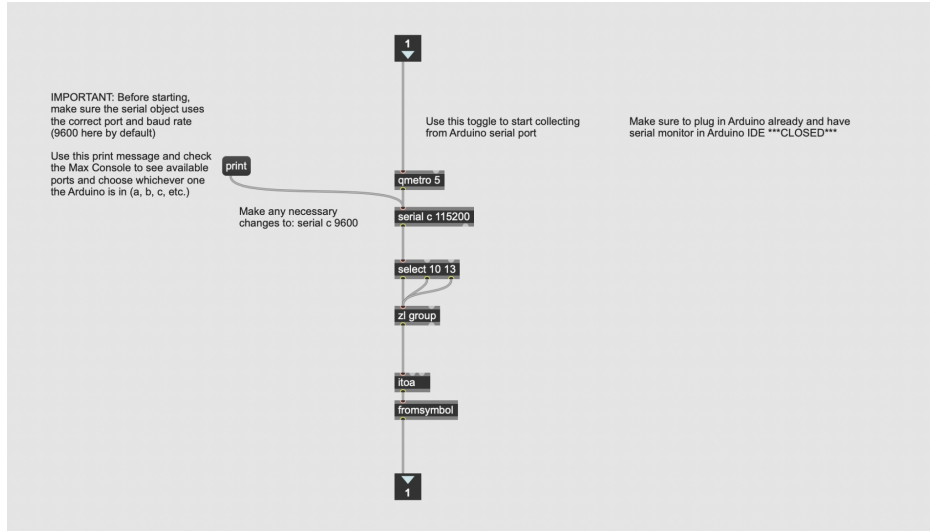 1
IMPORTANT: Before starting,
make sure the serial object uses
the correct port and baud rate
(9600 here by default)
Use this toggle to start collecting
from Arduino serial port
Make sure to plug in Arduino already and have
serial monitor in Arduino IDE ***CLOSED***
Use this print message and check
the Max Console to see available
ports and choose whichever one
the Arduino is in (a, b, c, etc.)
print
qmetro 5
Make any necessary
changes to: serial c 9600
serial c 115200
select 10 13
zl group
itoa
fromsymbol
1